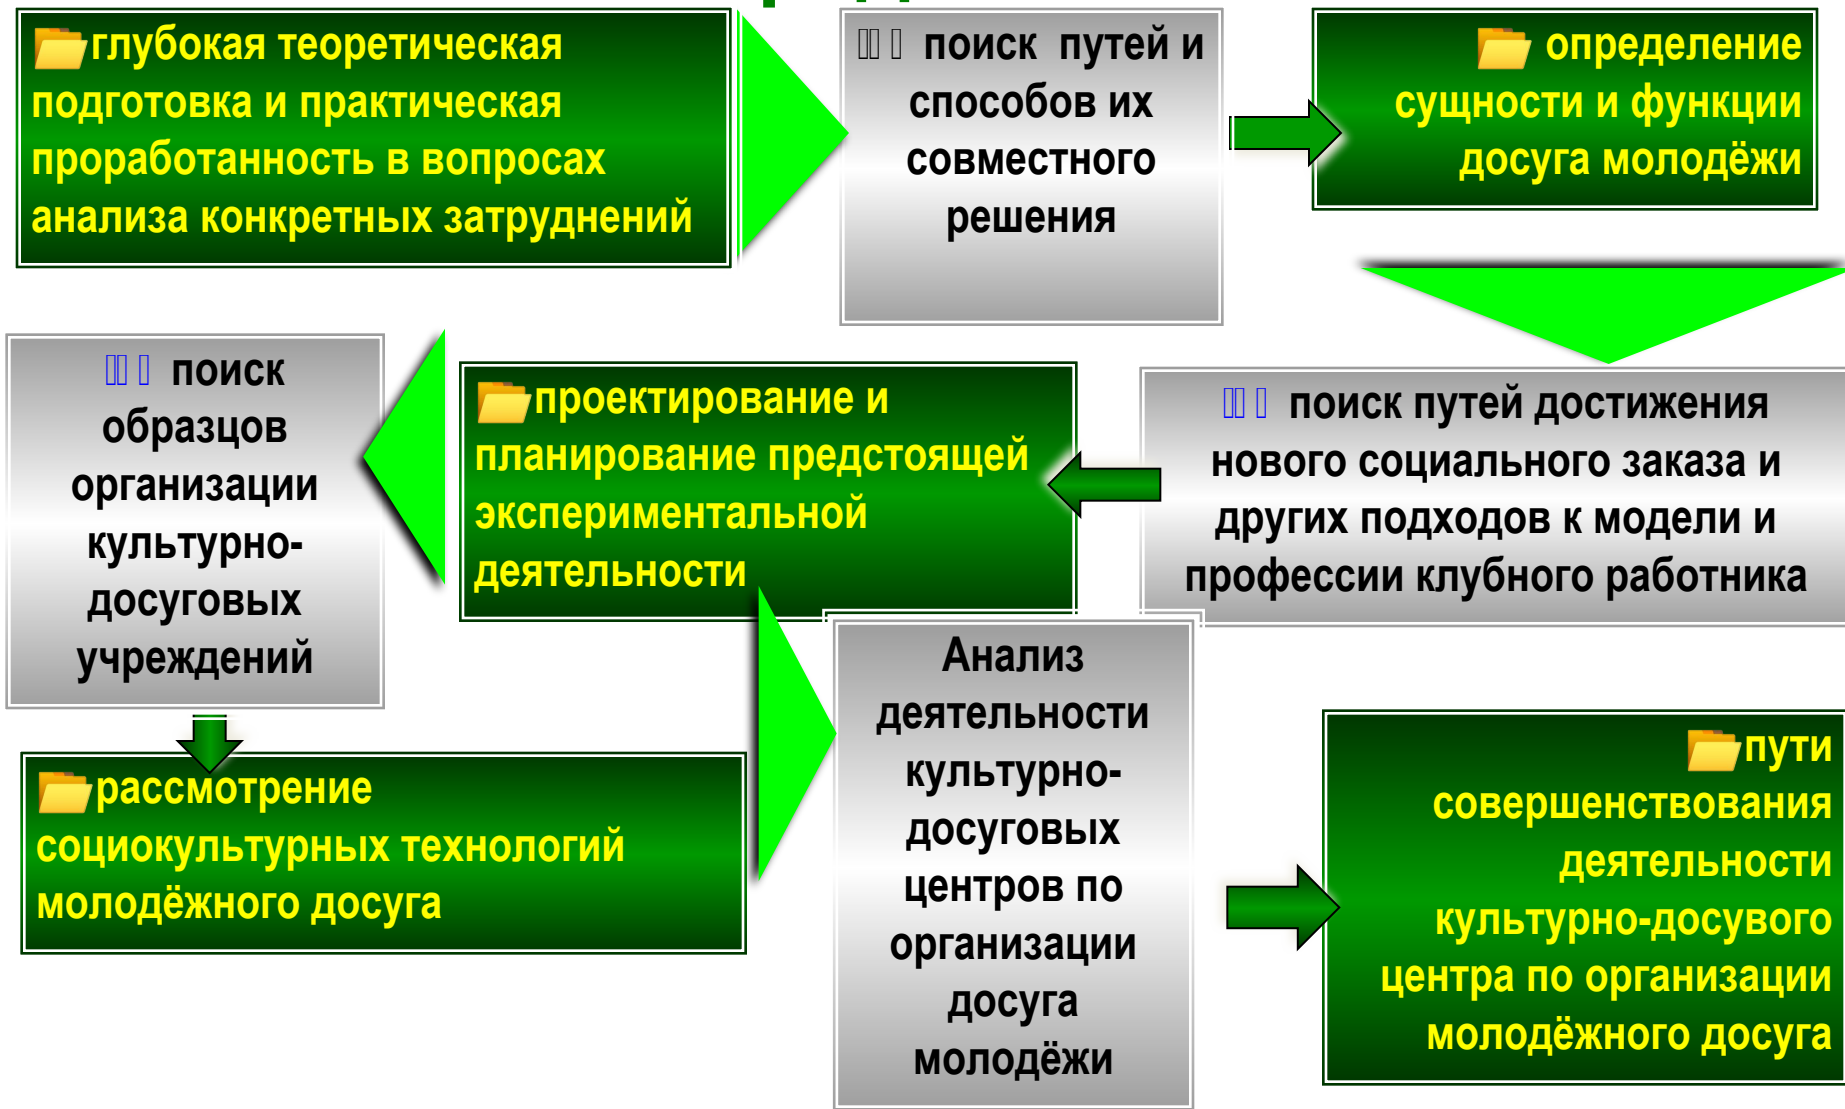 глубокая теоретическая
подготовка и практическая
проработанность в вопросах
анализа конкретных затруднений
поиск путей и
способов их
совместного
решения
определение
сущности и функции
досуга молодёжи
поиск путей достижения
нового социального заказа и
других подходов к модели и
профессии клубного работника
проектирование и
планирование предстоящей
экспериментальной
деятельности
поиск
образцов
организации
культурно-
досуговых
учреждений
рассмотрение
социокультурных технологий
молодёжного досуга
Анализ
деятельности
культурно-
досуговых
центров по
организации
досуга
молодёжи
пути
совершенствования
деятельности
культурно-досувого
центра по организации
молодёжного досуга